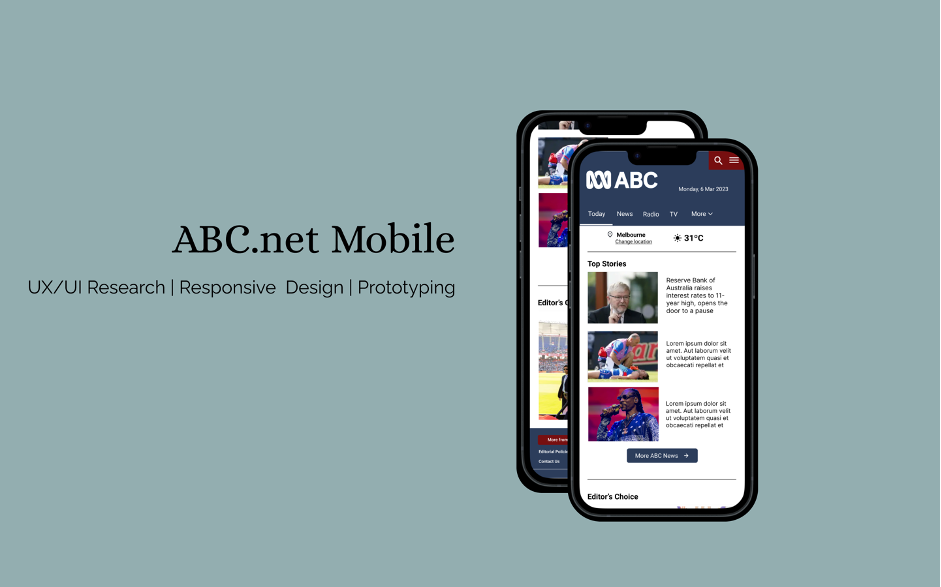 ABC.net Mobile
UX/UI Research | Responsive Design | Prototyping
Editor's
More from
Editorial Policies
Contact Us
ABC
Monday, 6 Mar 2023
Today News Radio TV More
Melbourne
Change location
31°C
Top Stories
Reserve Bank of
Australia raises
interest rates to 11-
year high, opens the
door to a pause
Lorem ipsum dolor sit
amet. Aut laborum velit
ut voluptatem quasi et
obcaecati repellat et
Lorem ipsum dolor sit
amet. Aut laborum velit
ut voluptatem quasi et
obcaecati repellat et
More ABC News
Editor's Choice